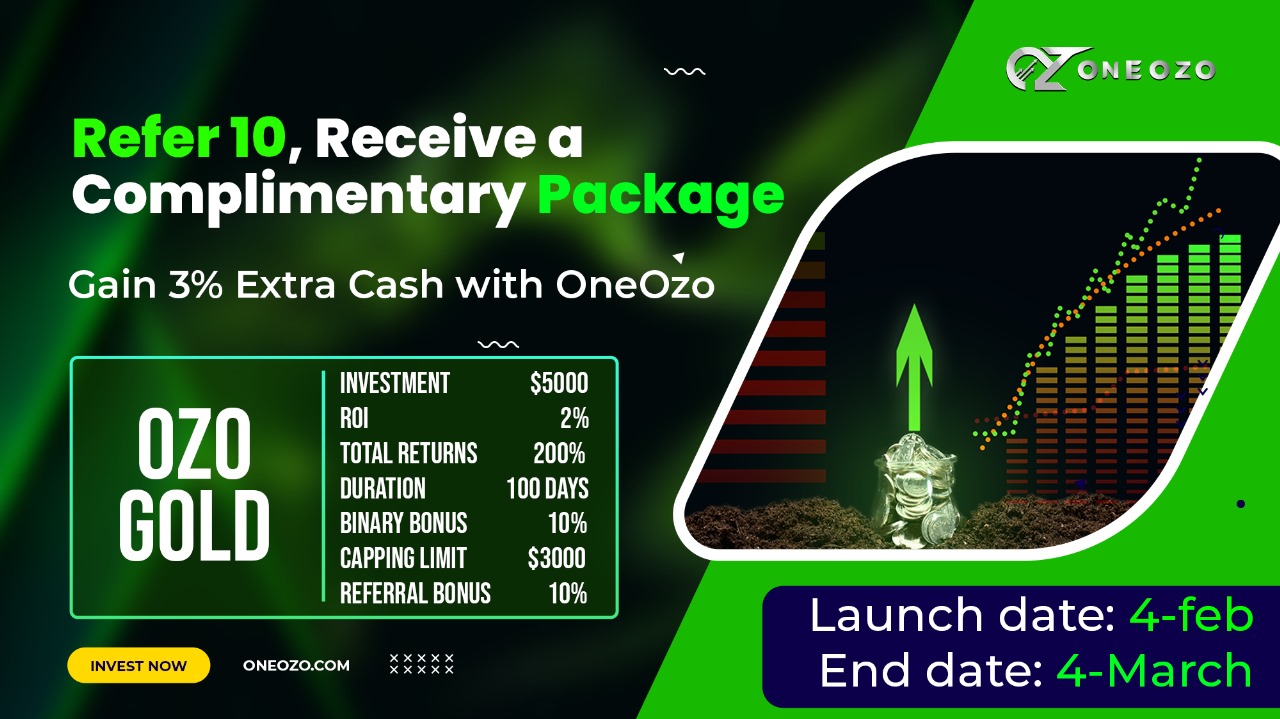 ONEOZO
Refer 10, Receive a
Complimentary Package
Gain 3% Extra Cash with OneOzo
OZO
GOLD
INVESTMENT $5000
ROI 2%
TOTAL RETURNS 200%
DURATION 100 DAYS
BINARY BONUS 10%
CAPPING LIMIT $3000
REFERRAL BONUS 10%
INVEST NOW
ONEOZO.COM
Launch date: 4-feb
End date: 4-March